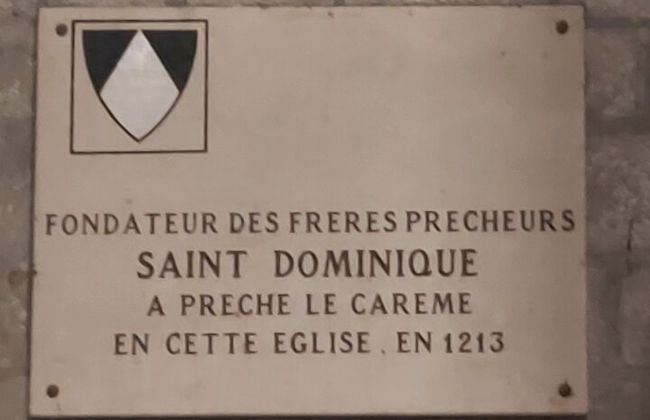 FONDATEUR DES FRERES PRECHEURS
SAINT DOMINIQUE
A PRECHE LE CAREME
EN CETTE EGLISE, EN 1213